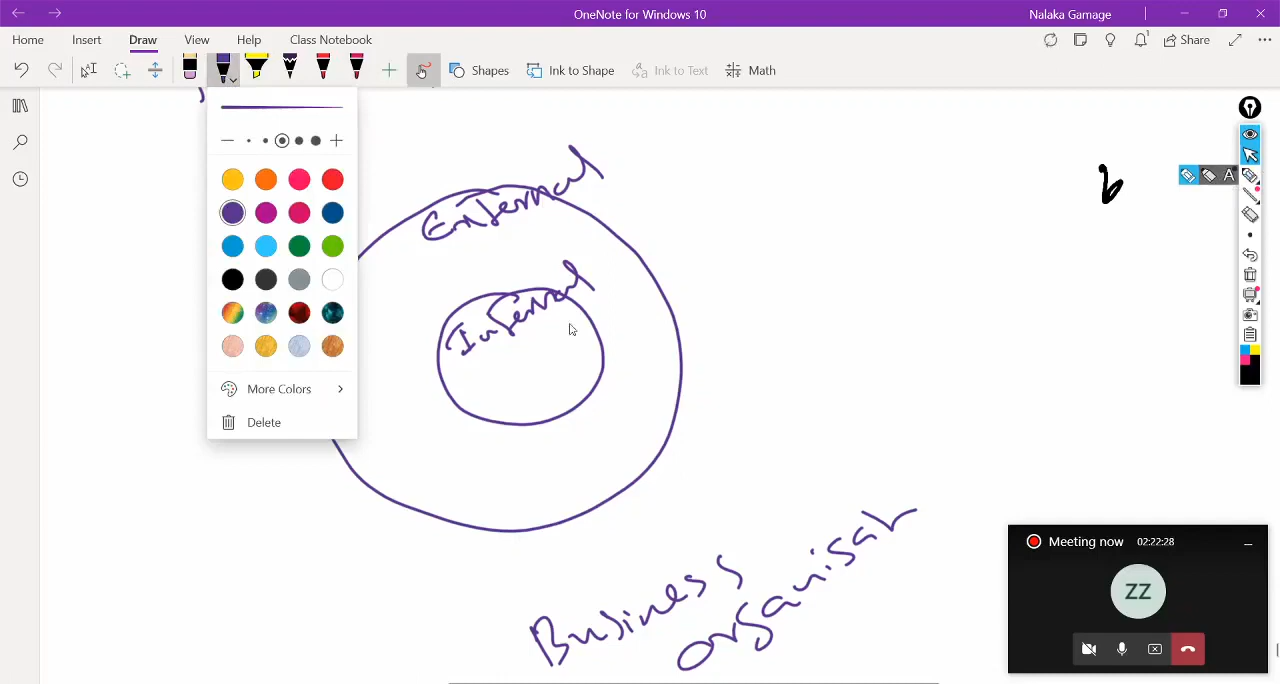 OneNote for Windows 10
Nalaka Gamage
Home Insert Draw View Help Class Notebook
Share
Shapes Ink to Shape Ink to Text Math
External
Internal
b
A
More Colors
Delete
Meeting now 02:22:28
ZZ
Business
organisat